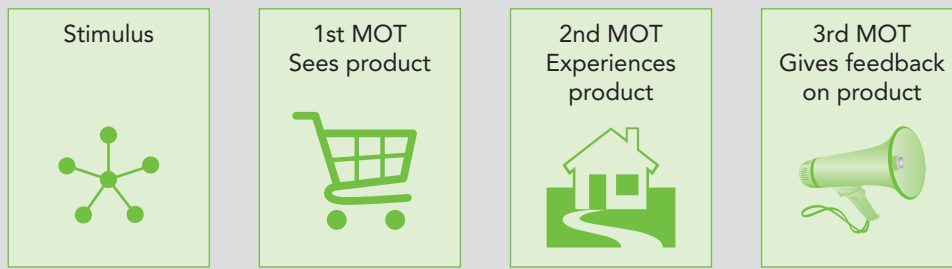 Stimulus
1st MOT
Sees product
2nd MOT
Experiences
product
3rd MOT
Gives feedback
on product